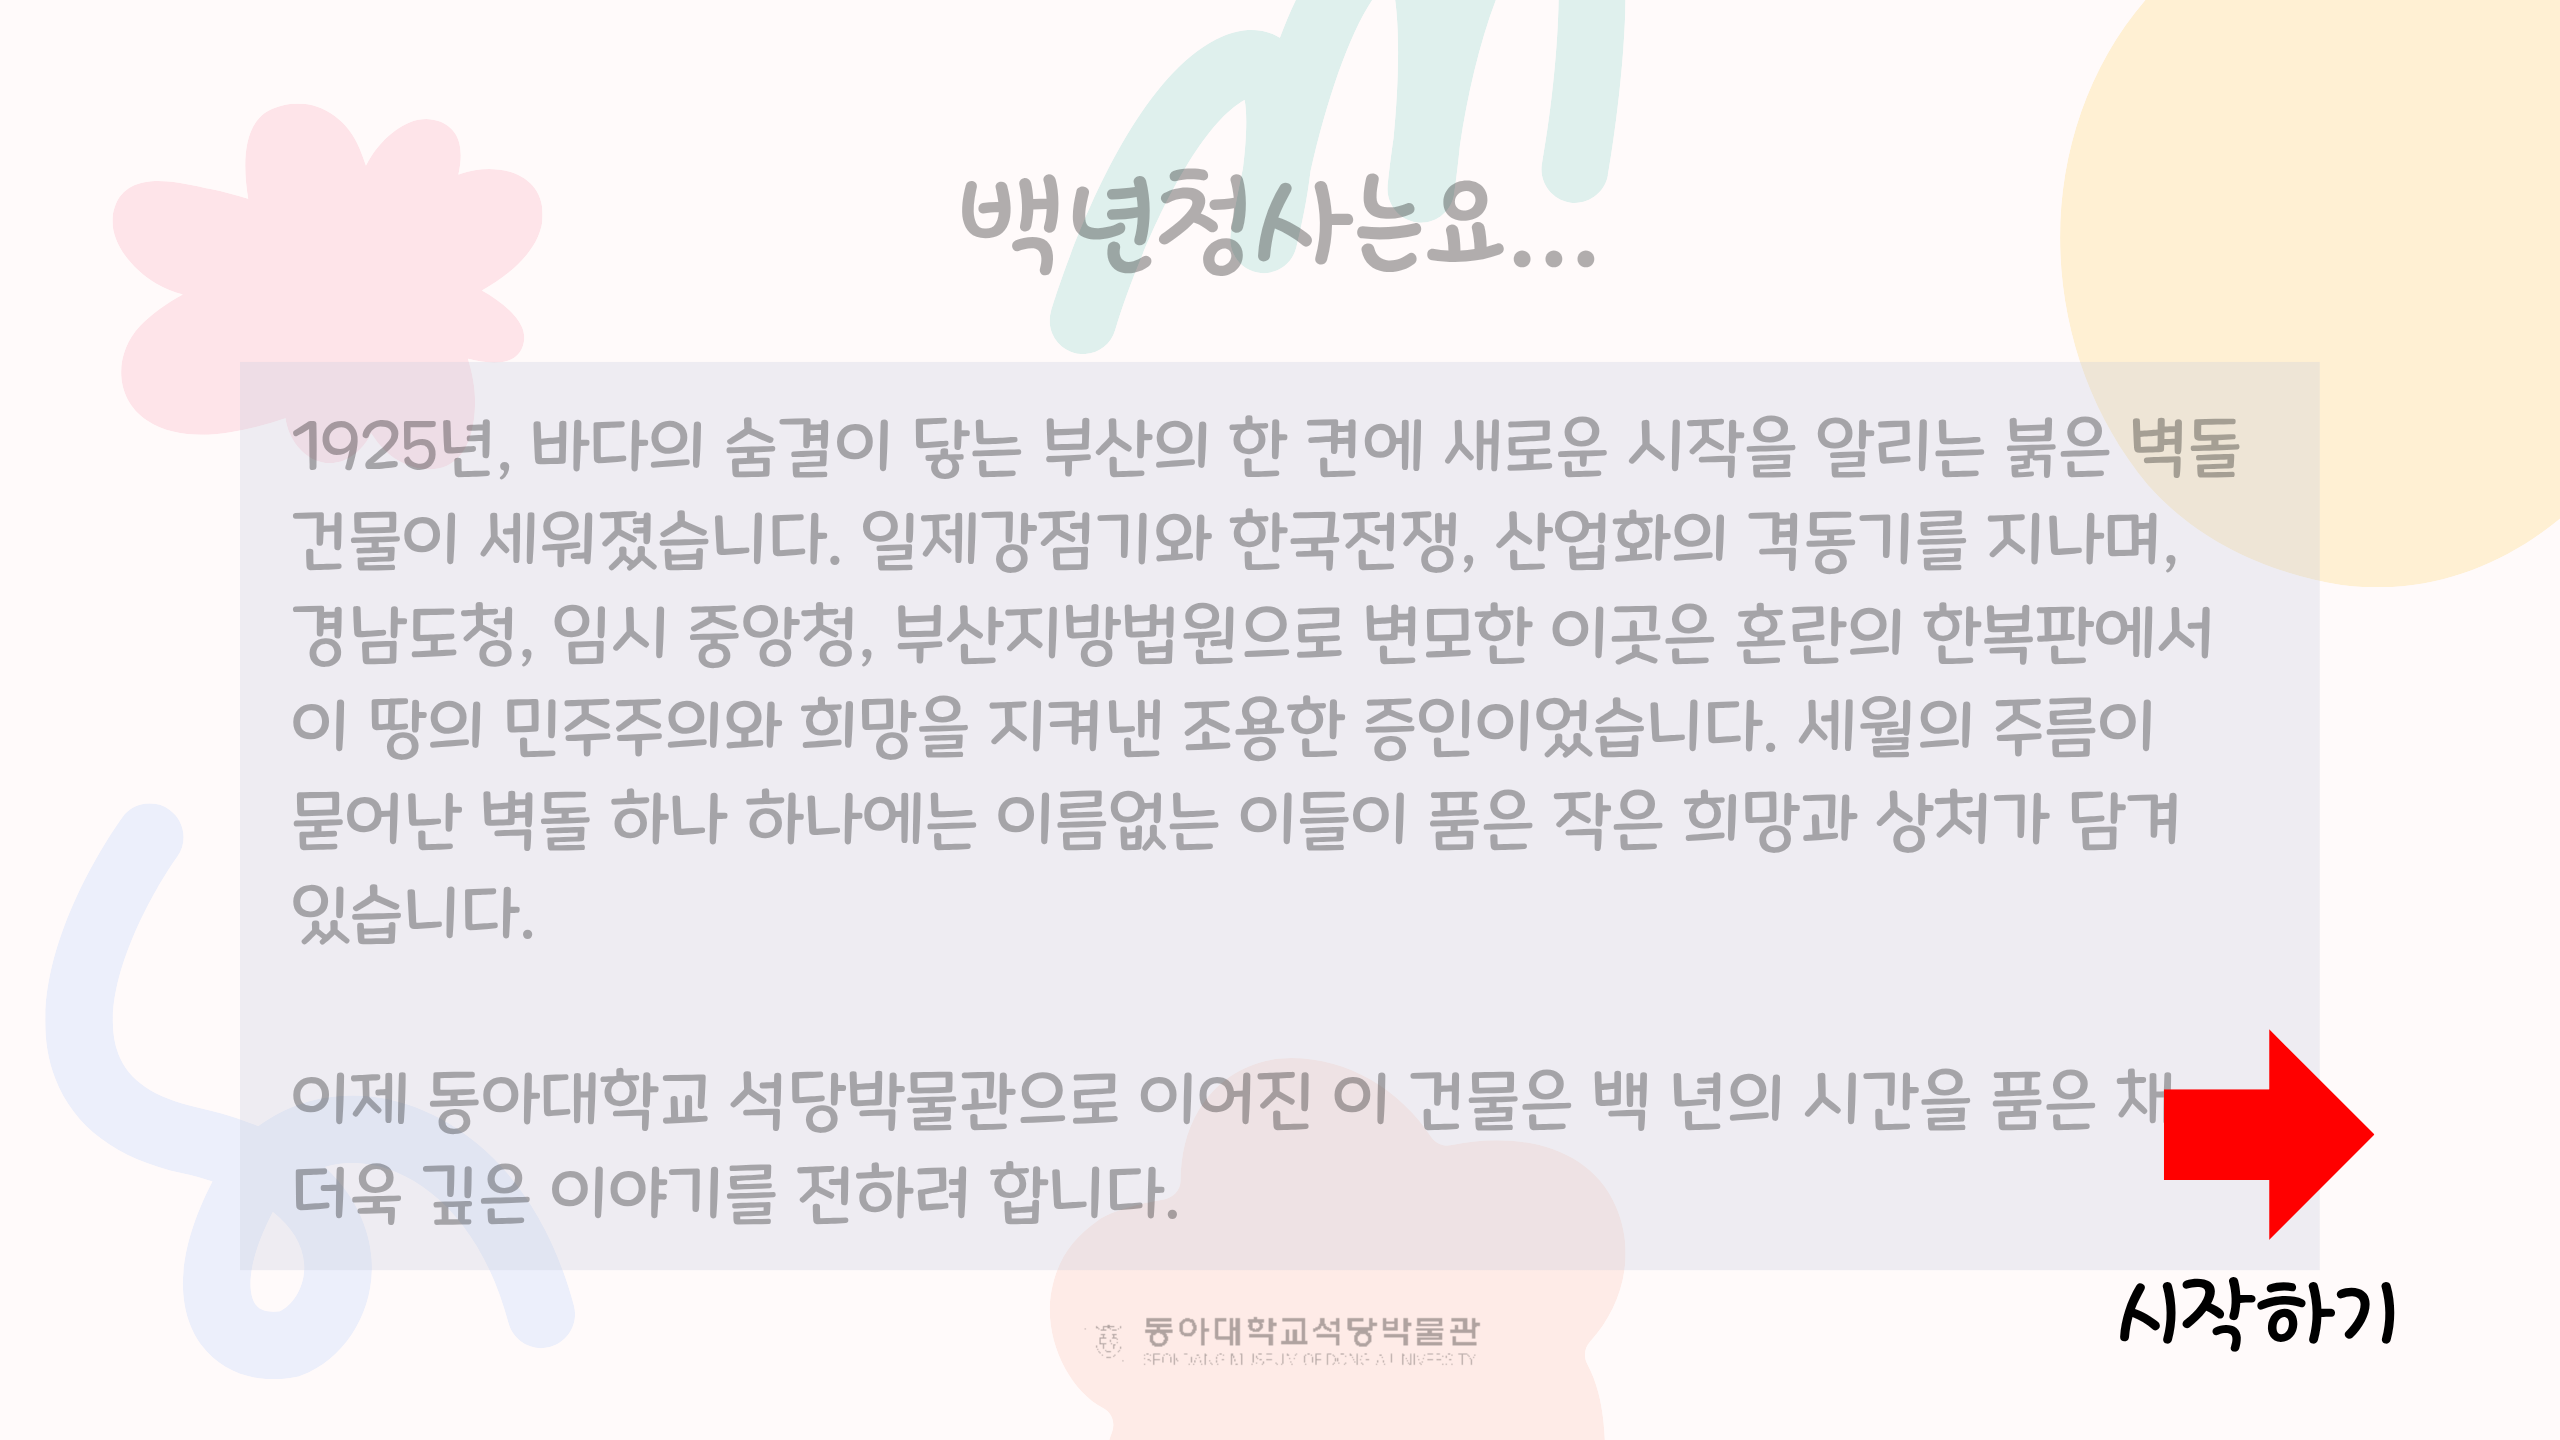 백년청사는요...
1925년, 바다의 숨결이 닿는 부산의 한 켠에 새로운 시작을 알리는 붉은 벽돌
건물이 세워졌습니다. 일제강점기와 한국전쟁, 산업화의 격동기를 지나며,
경남도청, 임시 중앙청, 부산지방법원으로 변모한 이곳은 혼란의 한복판에서
이 땅의 민주주의와 희망을 지켜낸 조용한 증인이었습니다. 세월의 주름이
묻어난 벽돌 하나 하나에는 이름없는 이들이 품은 작은 희망과 상처가 담겨
있습니다.
이제 동아대학교 석당박물관으로 이어진 이 건물은 백 년의 시간을 품은 채
더욱 깊은 이야기를 전하려 합니다.
시작하기
동아대학교석당박물관
SEOKDANG MUSEUM OF DONG-A UNIVERSITY